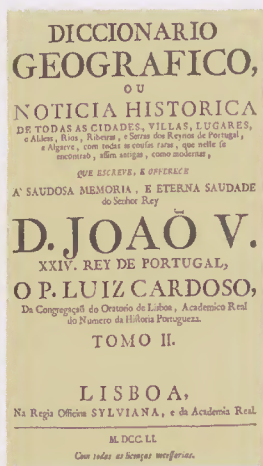 DICCIONARIO
GEOGRAFICO,
OU
NOTICIA HISTORICA
DE TODAS AS CIDADES, VILLAS, LUGARES,
e Aldeas, Rios, Ribeiras, e Serras dos Reynos de Portugal,
e Algarve, com todas as cousas raras, que nelles se
encontraõ, assim antigas, como modernas,
QUE ESCREVE, E OFFERECE
A' SAUDOSA MEMORIA, E ETERNA SAUDADE
do Senhor Rey
D. JOAÕ V.
XXIV. REY DE PORTUGAL,
O P. LUIZ CARDOSO,
Da Congregaçaõ do Oratorio de Lisboa, Academico Real
do Numero da Historia Portugueza.
TOMO II.
LISBOA,
Na Regia Officina SYLVIANA, e da Academia Real.
M. DCC. LI.
Com todas as licenças necessarias.